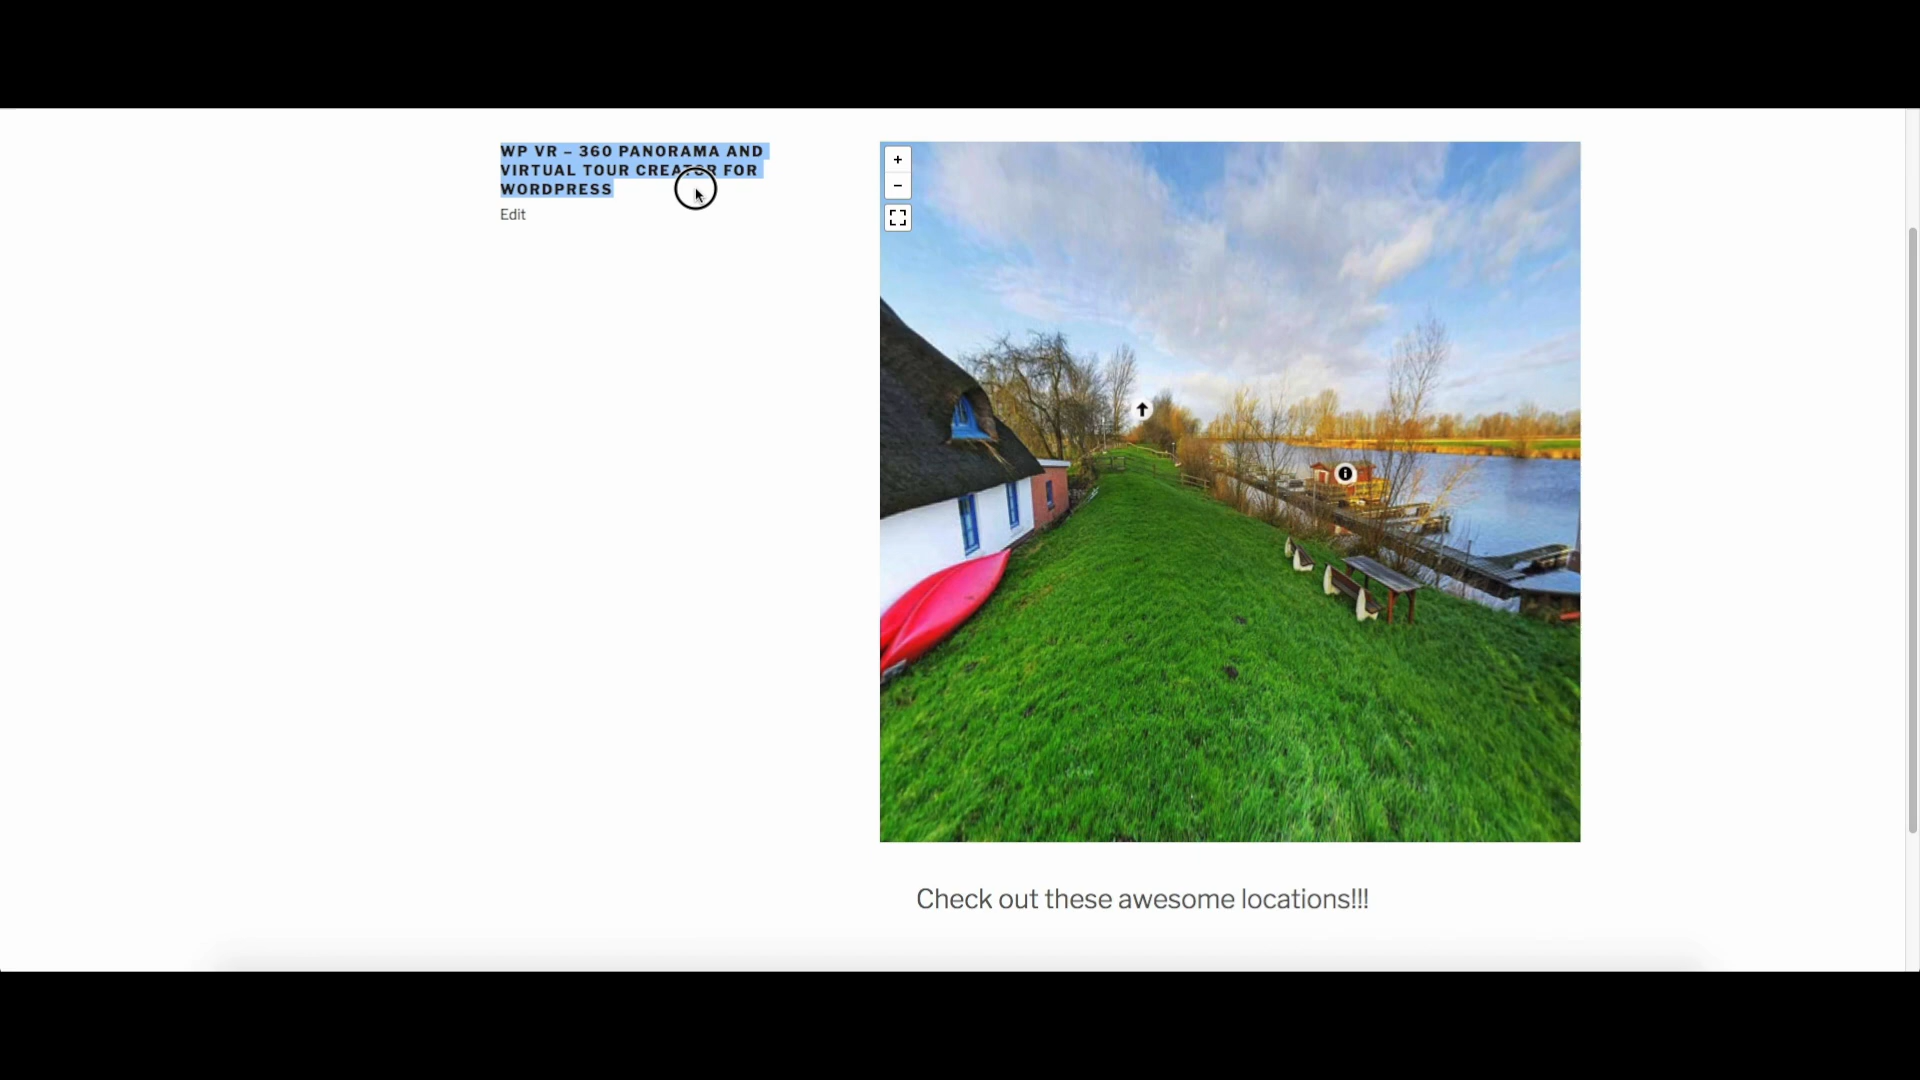 WP VR – 360 PANORAMA AND
VIRTUAL TOUR CREATOR FOR
WORDPRESS
Edit
Check out these awesome locations!!!